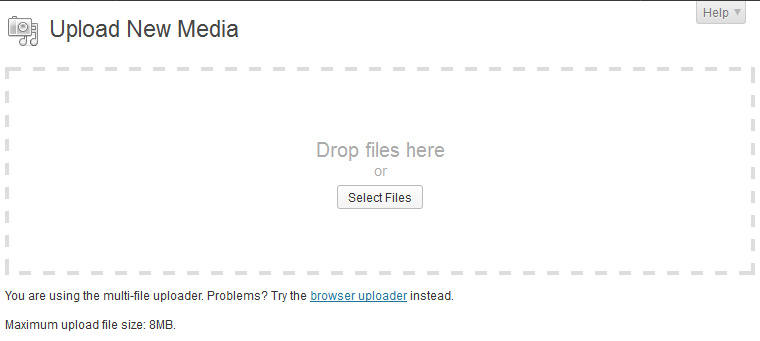 Help
Upload New Media
Drop files here
or
Select Files
You are using the multi-file uploader. Problems? Try the browser uploader instead.
Maximum upload file size: 8MB.